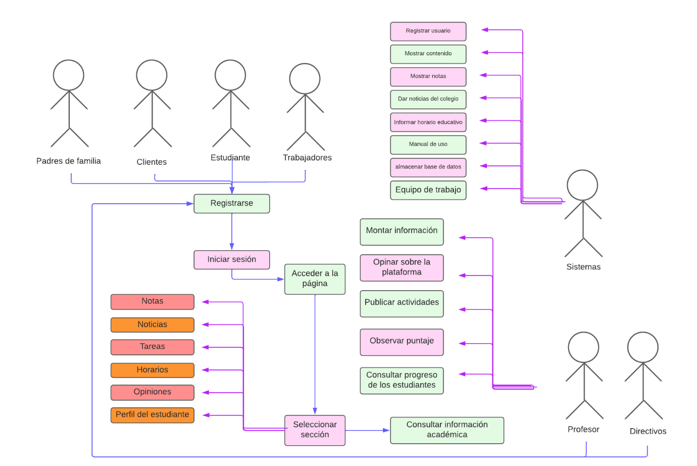 Registrar usuario
Mostrar contenido
Mostrar notas
Dar noticias del colegio
Informar horario educativo
Manual de uso
almacenar base de datos
Equipo de trabajo
Padres de familia
Clientes
Estudiante
Trabajadores
Registrarse
Sisternas
Montar información
Iniciar sesión
Acceder a la
página
Opinar sobre la
plataforma
Publicar actividades
Observar puntaje
Consultar progreso
de los estudiantes
Notas
Noticias
Tareas
Horarios
Opiniones
Perfil del estudiante
Seleccionar
sección
Consultar información
académica
Profesor
Directivos